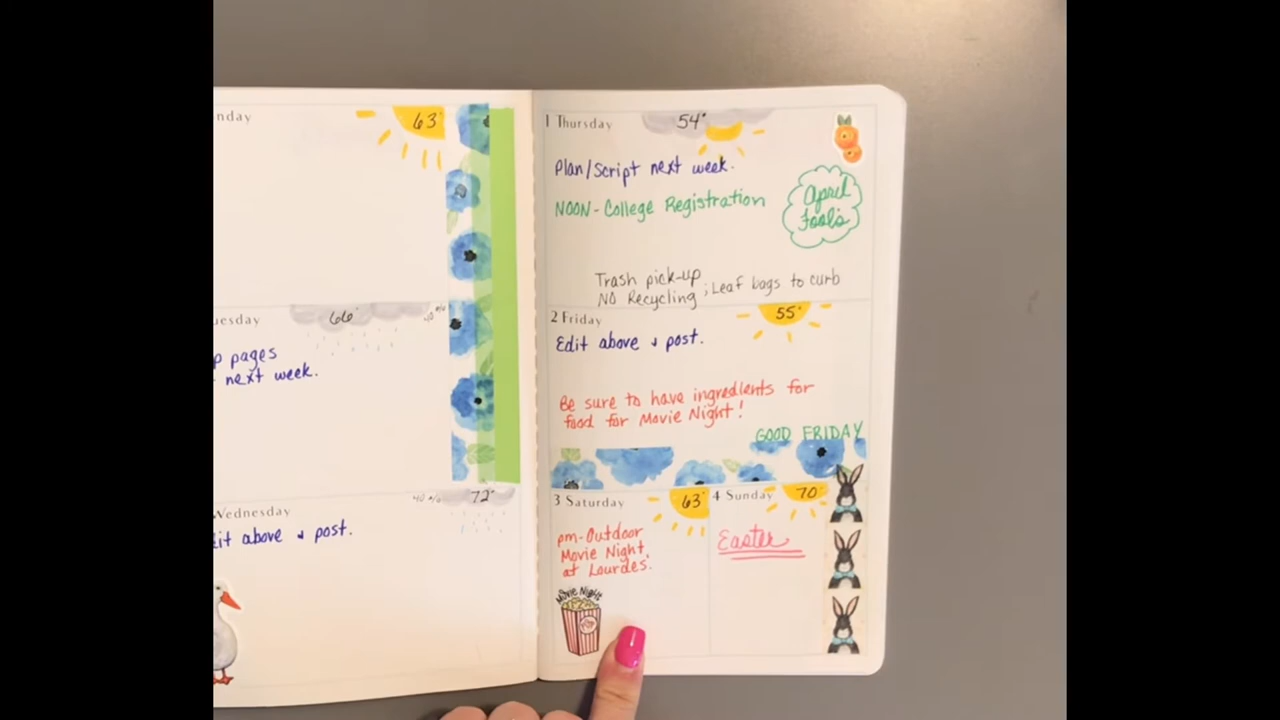 nday
63°
uesday
66°
p pages
next week.
72°
Wednesday
it above & post.
1 Thursday
54°
Plan/Script next week.
NOON - College Registration
April
Fools
Trash pick-up
NO Recycling ; Leaf bags to curb
2 Friday
55°
Edit above & post.
Be sure to have ingredients for
food for Movie Night!
GOOD FRIDAY
3 Saturday
63°
pm-Outdoor
Movie Night
at Lourdes.
Movie Night
4 Sunday
70°
Easter